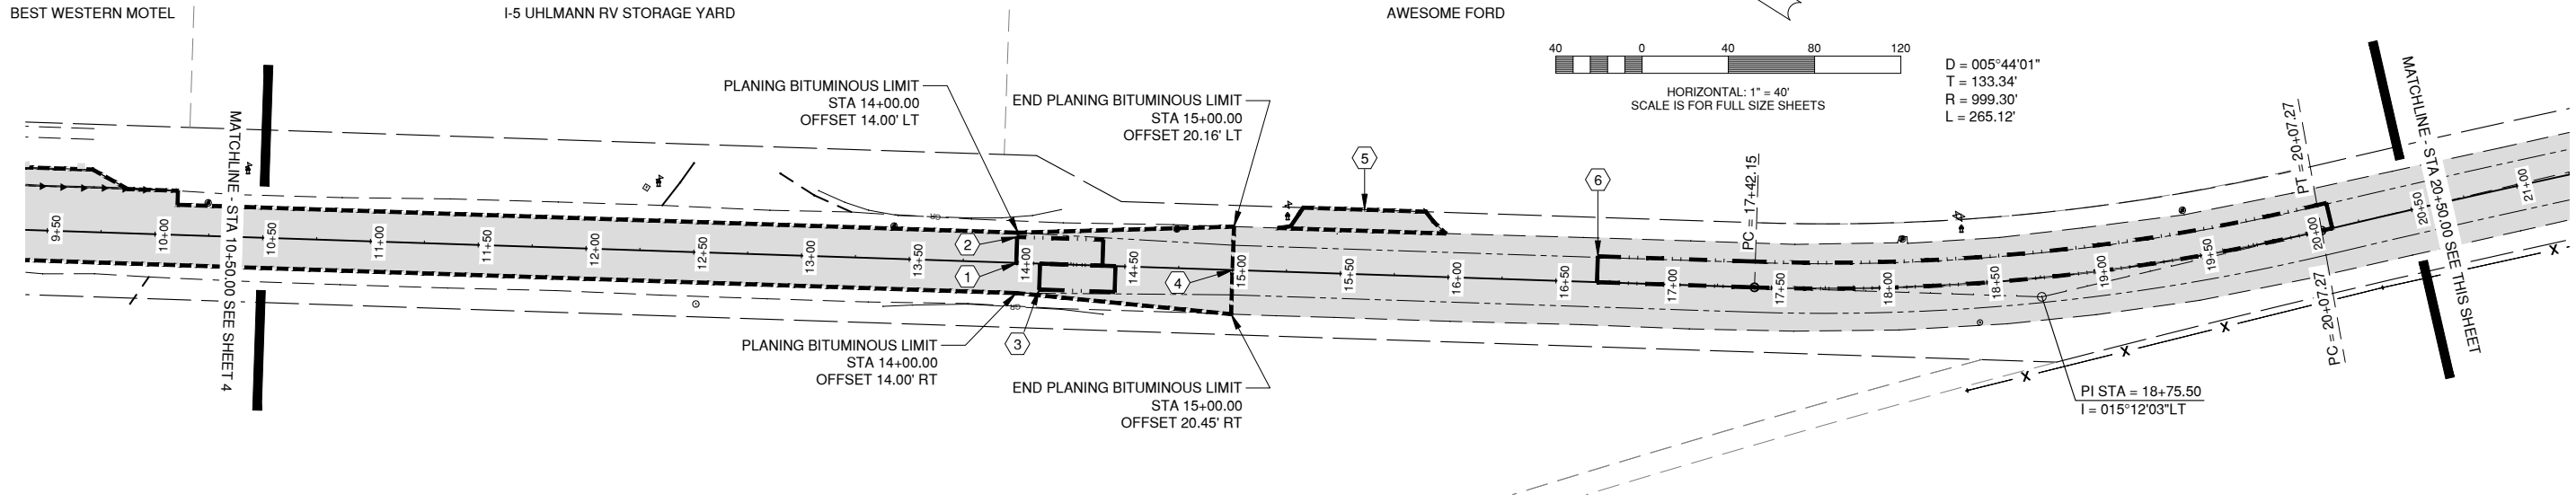 BEST WESTERN MOTEL
I-5 UHLMANN RV STORAGE YARD
AWESOME FORD
40 0 40 80 120
HORIZONTAL: 1" = 40'
SCALE IS FOR FULL SIZE SHEETS
D = 005°44'01"
T = 133.34'
R = 999.30'
L = 265.12'
PLANING BITUMINOUS LIMIT
STA 14+00.00
OFFSET 14.00' LT
END PLANING BITUMINOUS LIMIT
STA 15+00.00
OFFSET 20.16' LT
MATCHLINE - STA 10+50.00 SEE SHEET 4
5
6
PC = 17+42.15
PT = 20+07.27
MATCHLINE - STA 20+50.00 SEE THIS SHEET
GR
2
1
4
3
GR
9+50
10+00
10+50
11+00
11+50
12+00
12+50
13+00
13+50
14+00
14+50
15+00
15+50
16+00
16+50
17+00
17+50
18+00
18+50
19+00
19+50
20+00
20+50
21+00
X
X
X
X
X
PLANING BITUMINOUS LIMIT
STA 14+00.00
OFFSET 14.00' RT
END PLANING BITUMINOUS LIMIT
STA 15+00.00
OFFSET 20.45' RT
PC = 20+07.27
PI STA = 18+75.50
I = 015°12'03"LT